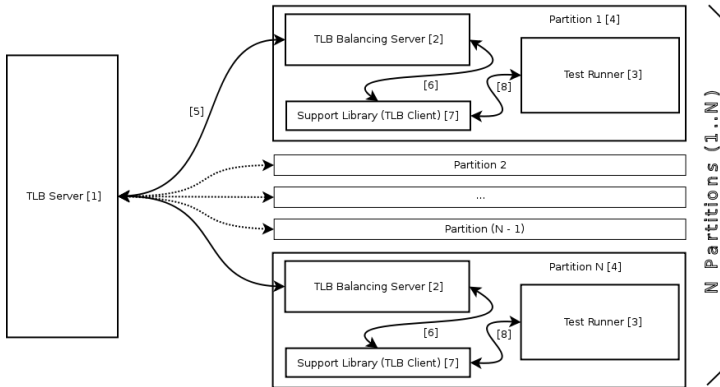 Partition 1 [4]
TLB Balancing Server [2]
Test Runner [3]
[6]
[8]
[5]
Support Library (TLB Client) [7]
Partition 2
TLB Server [1]
...
Partition (N - 1)
Partition N [4]
TLB Balancing Server [2]
Test Runner [3]
[6]
[8]
Support Library (TLB Client) [7]
N Partitions (1..N)